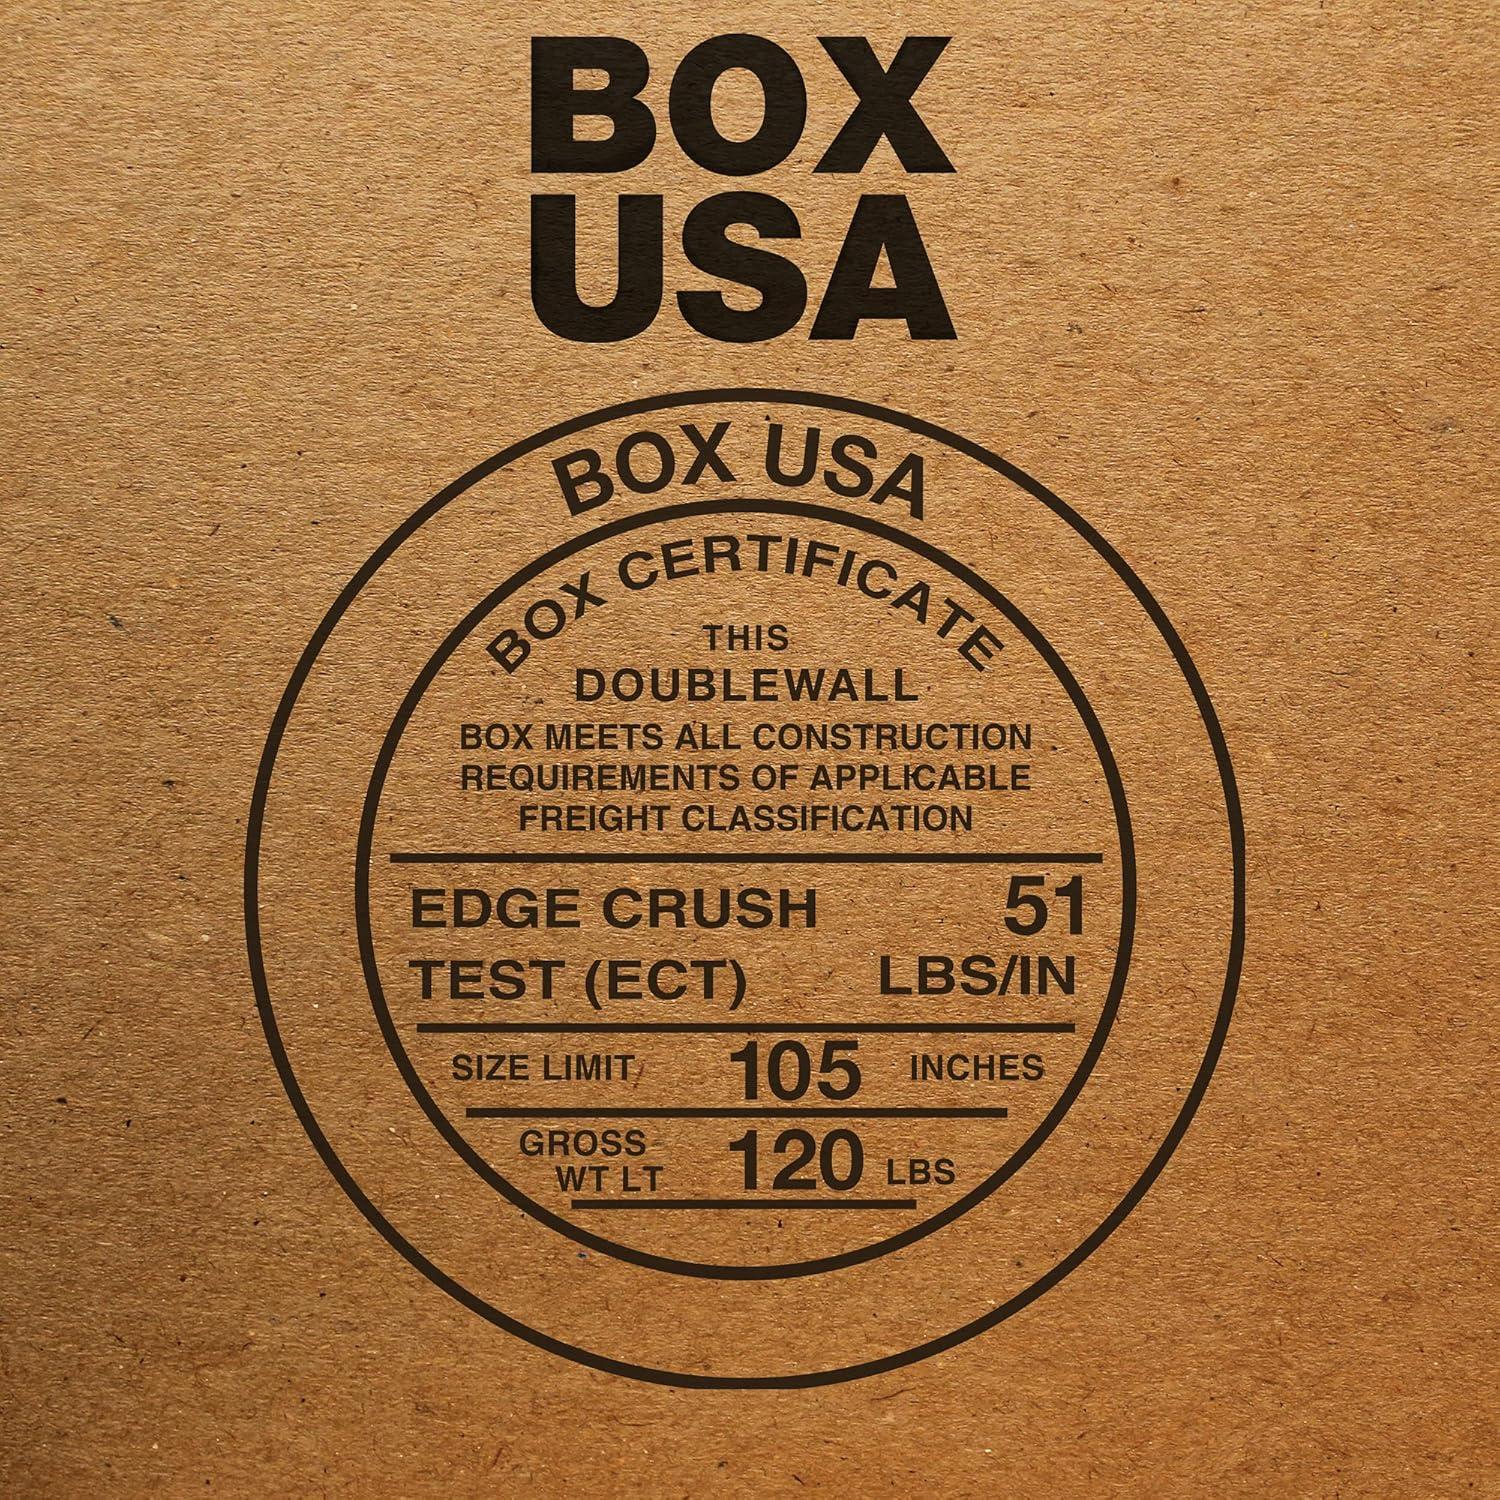 BOX
USA
BOX USA
BOX CERTIFICATE
THIS
DOUBLEWALL
BOX MEETS ALL CONSTRUCTION
REQUIREMENTS OF APPLICABLE
FREIGHT CLASSIFICATION
EDGE CRUSH 51
TEST (ECT) LBS/IN
SIZE LIMIT 105 INCHES
GROSS
WT LT 120 LBS